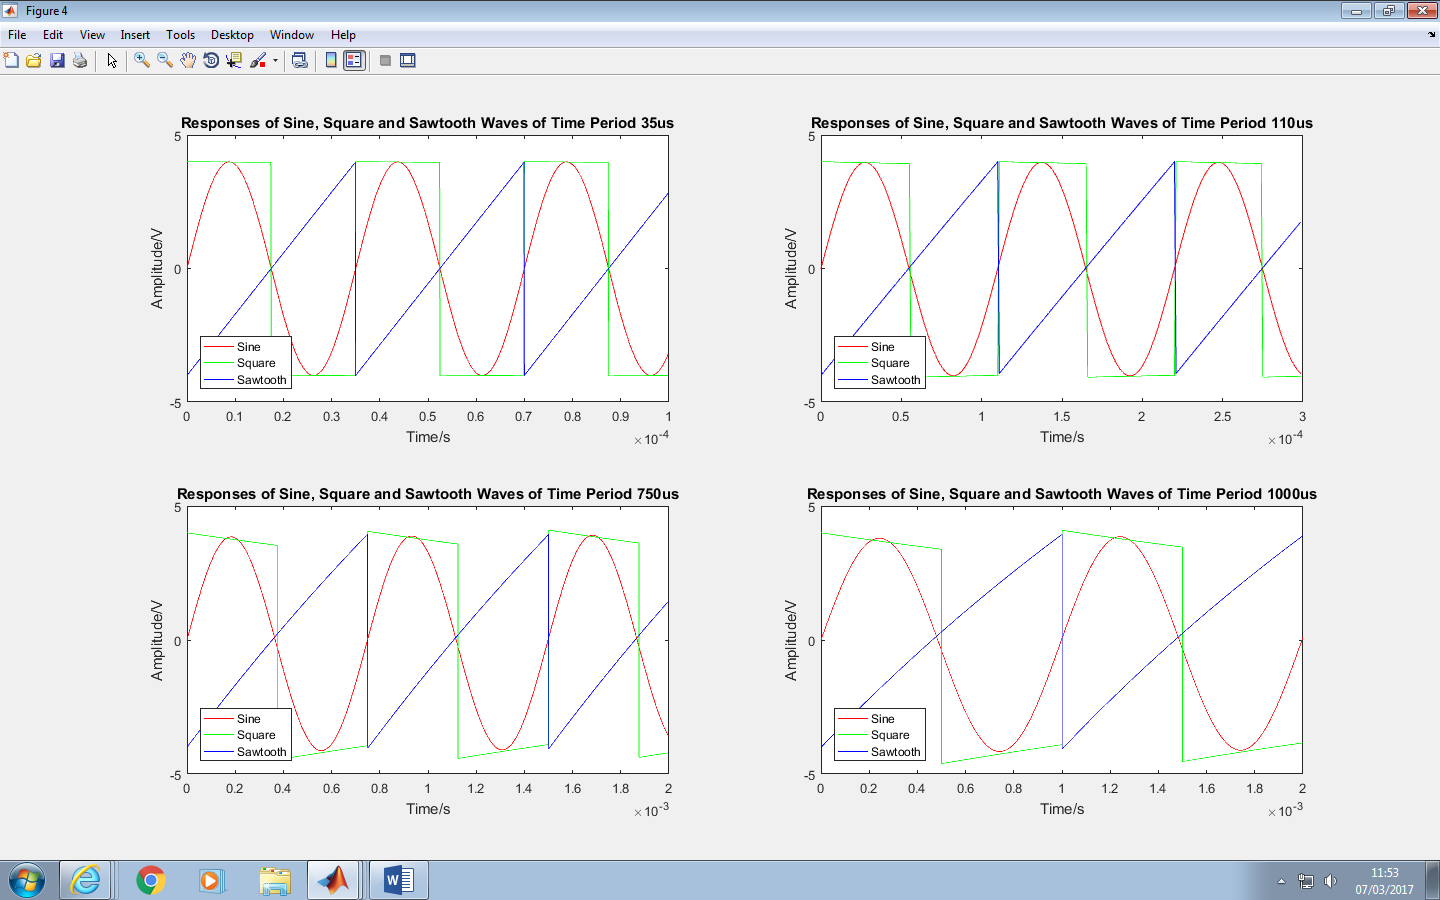 Figure 4
File Edit View Insert Tools Desktop Window Help
Responses of Sine, Square and Sawtooth Waves of Time Period 35us
5
0
-5
Amplitude/V
Sine
Square
Sawtooth
0 0.1 0.2 0.3 0.4 0.5 0.6 0.7 0.8 0.9 1
Time/s
×10-4
Responses of Sine, Square and Sawtooth Waves of Time Period 110us
5
0
-5
Amplitude/V
Sine
Square
Sawtooth
0 0.5 1 1.5 2 2.5 3
Time/s
×10-4
Responses of Sine, Square and Sawtooth Waves of Time Period 750us
5
0
-5
Amplitude/V
Sine
Square
Sawtooth
0 0.2 0.4 0.6 0.8 1 1.2 1.4 1.6 1.8 2
Time/s
×10-3
Responses of Sine, Square and Sawtooth Waves of Time Period 1000us
5
0
-5
Amplitude/V
Sine
Square
Sawtooth
0 0.2 0.4 0.6 0.8 1 1.2 1.4 1.6 1.8 2
Time/s
×10-3
W
11:53
07/03/2017